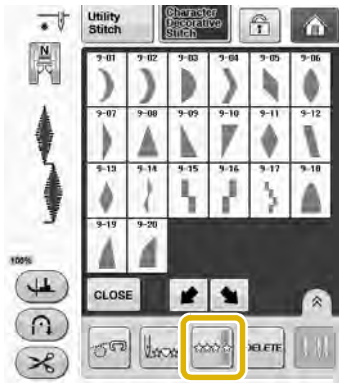 Utility
Stitch
Character
Decorative
Stitch
N
9-01 9-02 9-03 9-04 9-05 9-06
9-07 9-08 9-09 9-10 9-11 9-12
9-13 9-14 9-15 9-16 9-17 9-18
9-19 9-20
100%
CLOSE
DELETE